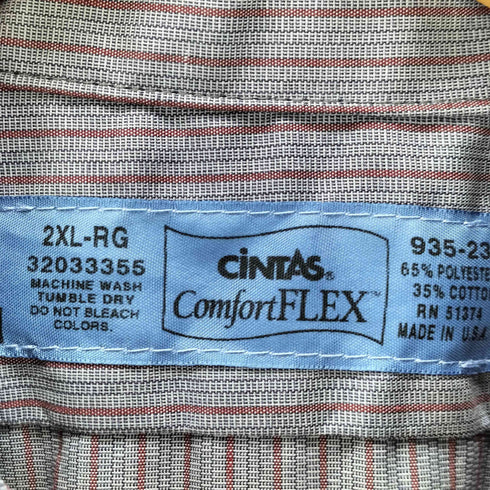 2XL-RG
32033355
MACHINE WASH
TUMBLE DRY
DO NOT BLEACH
COLORS.
CINTAS®
ComfortFLEX™
935-23
65% POLYESTE
35% COTTO
RN 51374
MADE IN U.S.